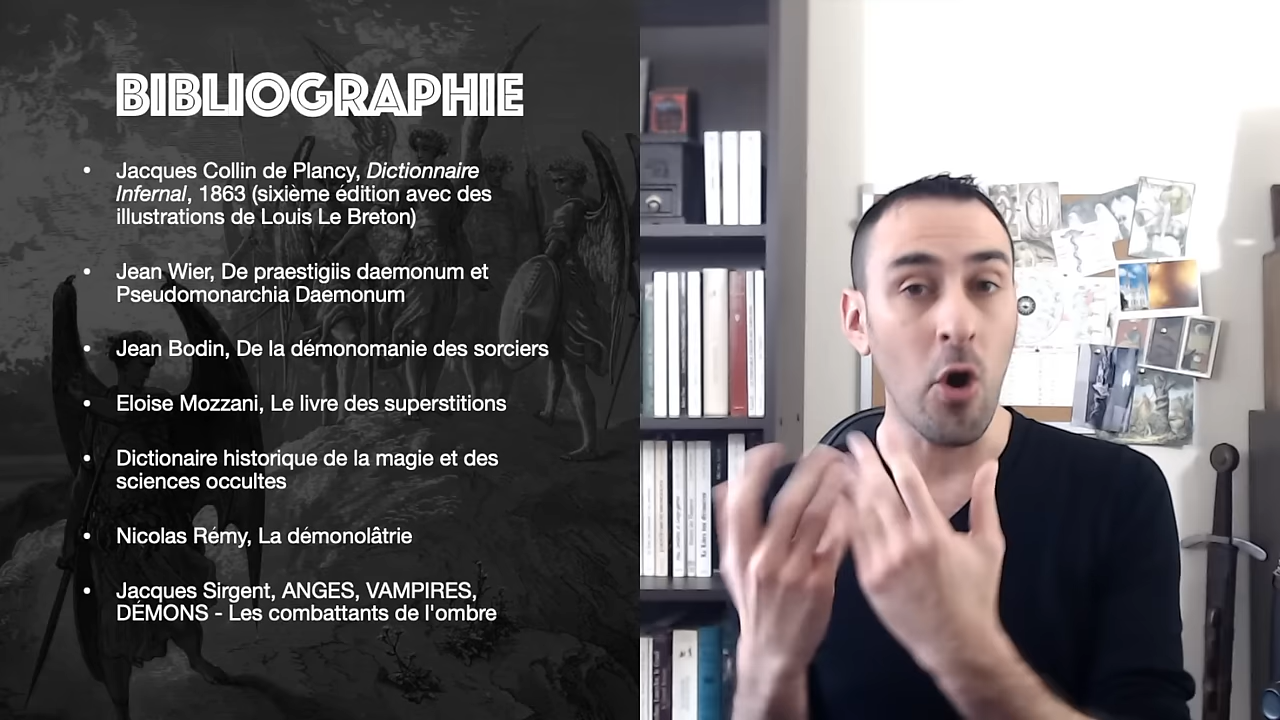 BIBLIOGRAPHIE
• Jacques Collin de Plancy, Dictionnaire
Infernal, 1863 (sixième édition avec des
illustrations de Louis Le Breton)
• Jean Wier, De praestigiis daemonum et
Pseudomonarchia Daemonum
• Jean Bodin, De la démonomanie des sorciers
• Eloise Mozzani, Le livre des superstitions
• Dictionaire historique de la magie et des
sciences occultes
• Nicolas Rémy, La démonolâtrie
• Jacques Sirgent, ANGES, VAMPIRES,
DÉMONS - Les combattants de l'ombre